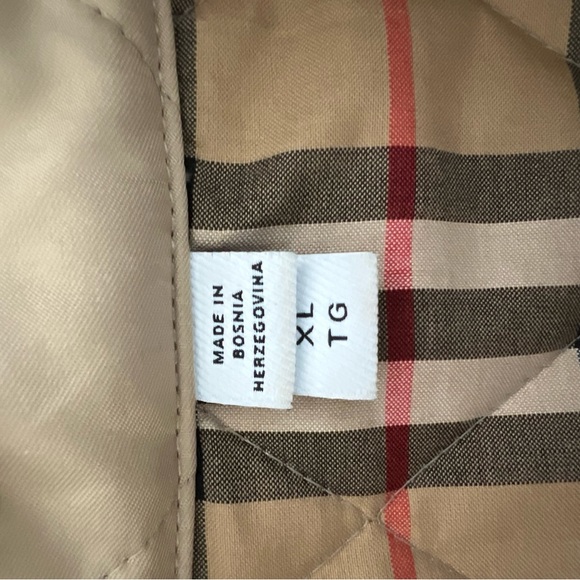 MADE IN
BOSNIA
HERZEGOVINA
XL
TG